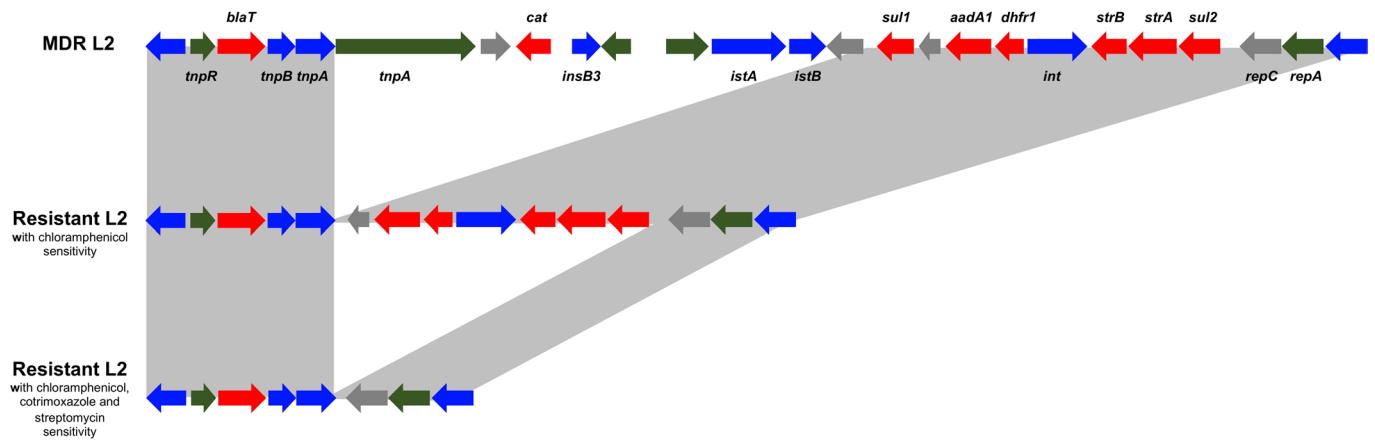 blaT cat sul1 aadA1 dhfr1 strB strA sul2
MDR L2
tnpR tnpB tnpA tnpA insB3 istA istB int repC repA
Resistant L2
with chloramphenicol
sensitivity
Resistant L2
with chloramphenicol,
cotrimoxazole and
streptomycin
sensitivity